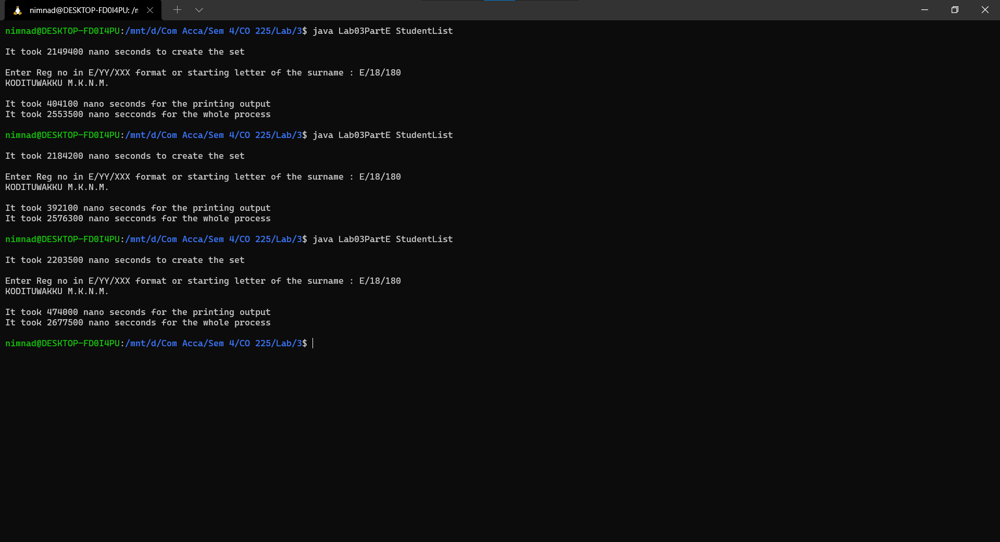 nimnad@DESKTOP-FD0I4PU: /n
nimnad@DESKTOP-FD0I4PU:/mnt/d/Com Acca/Sem 4/CO 225/Lab/3$ java Lab03PartE StudentList
It took 2149400 nano seconds to create the set
Enter Reg no in E/YY/XXX format or starting letter of the surname : E/18/180
KODITUWAKKU M.K.N.M.
It took 404100 nano seconds for the printing output
It took 2553500 nano secconds for the whole process
nimnad@DESKTOP-FD0I4PU:/mnt/d/Com Acca/Sem 4/CO 225/Lab/3$ java Lab03PartE StudentList
It took 2184200 nano seconds to create the set
Enter Reg no in E/YY/XXX format or starting letter of the surname : E/18/180
KODITUWAKKU M.K.N.M.
It took 392100 nano seconds for the printing output
It took 2576300 nano secconds for the whole process
nimnad@DESKTOP-FD0I4PU:/mnt/d/Com Acca/Sem 4/CO 225/Lab/3$ java Lab03PartE StudentList
It took 2203500 nano seconds to create the set
Enter Reg no in E/YY/XXX format or starting letter of the surname : E/18/180
KODITUWAKKU M.K.N.M.
It took 474000 nano seconds for the printing output
It took 2677500 nano secconds for the whole process
nimnad@DESKTOP-FD0I4PU:/mnt/d/Com Acca/Sem 4/CO 225/Lab/3$